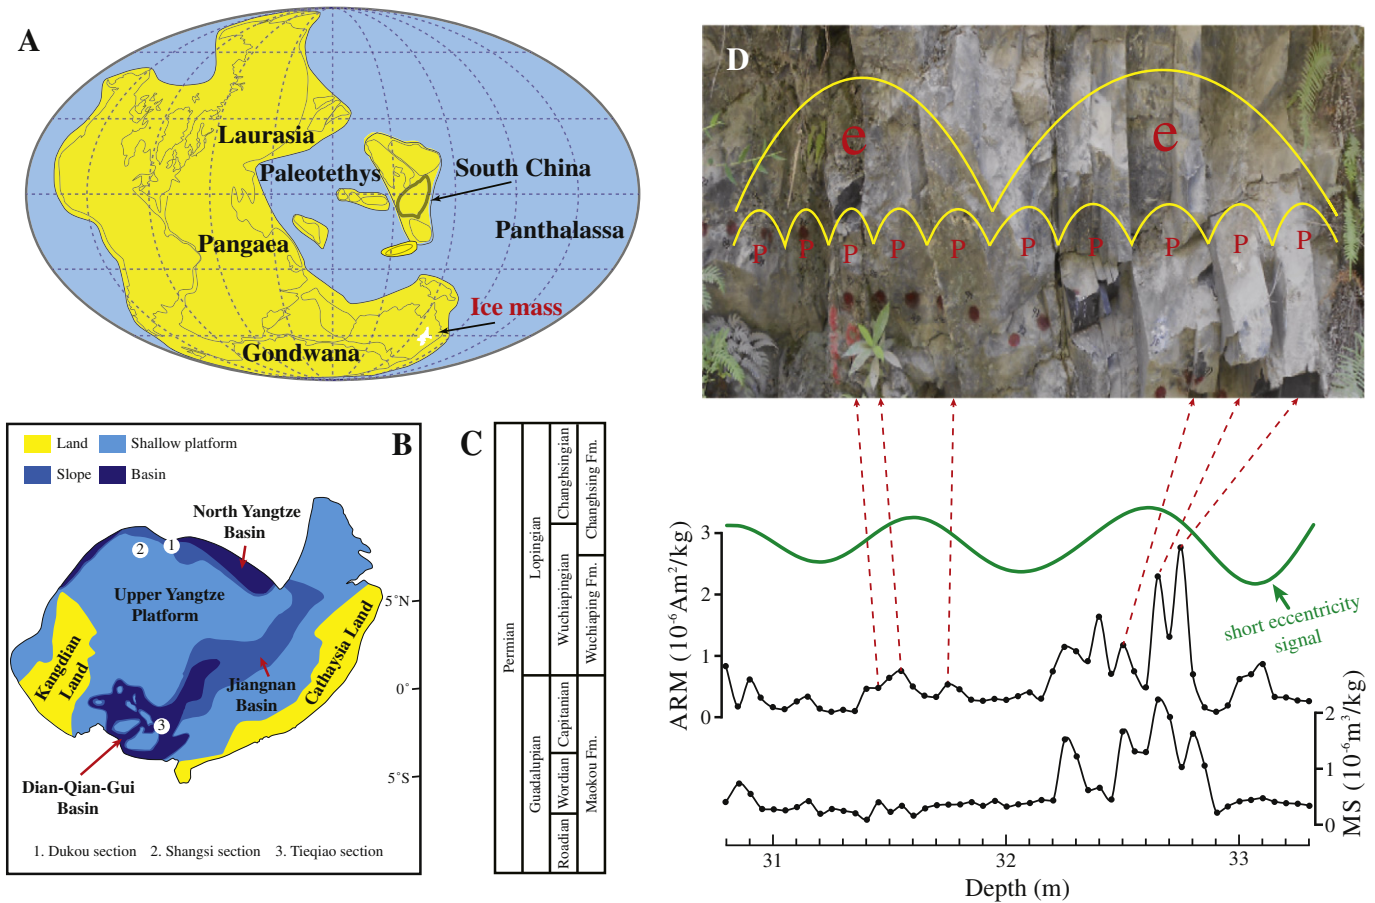 A
Laurasia
Paleotethys
South China
Pangaea
Panthalassa
Ice mass
Gondwana
B
Land
Shallow platform
Slope
Basin
North Yangtze
Basin
2
1
Upper Yangtze
Platform
5°N
Kangdian
Land
Cathaysia Land
Jiangnan
Basin
0°
3
Dian-Qian-Gui
Basin
5°S
1. Dukou section 2. Shangsi section 3. Tieqiao section
C
Permian
Lopingian
Guadalupian
Changhsingian
Wuchiapingian
Capitanian
Wordian
Roadian
Changhsing Fm.
Wuchiaping Fm.
Maokou Fm.
D
e e
P P P P P P P P P P
ARM (10⁻⁶Am²/kg)
3
2
1
0
short eccentricity
signal
MS (10⁻⁶m³/kg)
2
1
0
31 32 33
Depth (m)